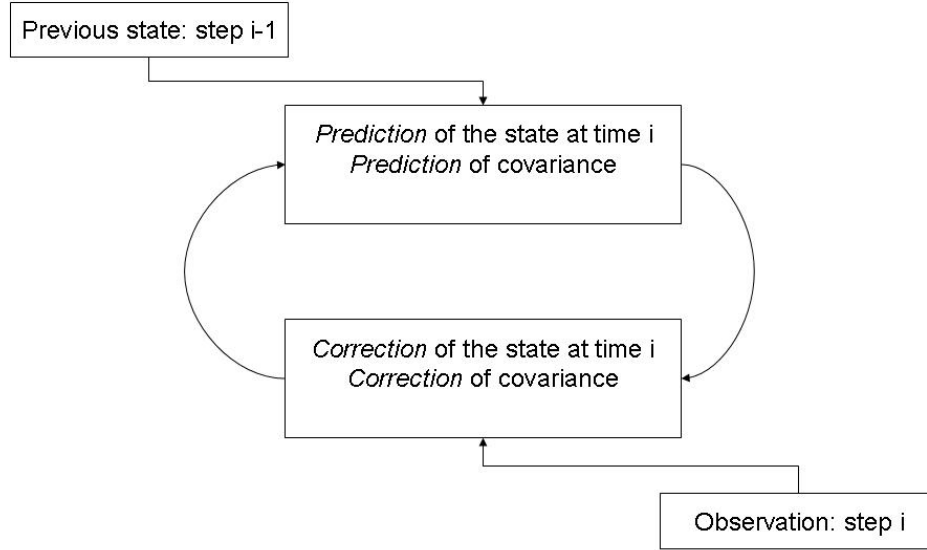 Previous state: step i-1
Prediction of the state at time i
Prediction of covariance
Correction of the state at time i
Correction of covariance
Observation: step i